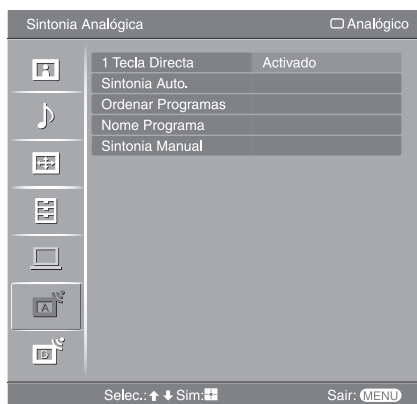 Sintonia Analógica Analógico
1 Tecla Directa Activado
Sintonia Auto.
Ordenar Programas
Nome Programa
Sintonia Manual
A
D
Selec.: Sim: Sair: MENU